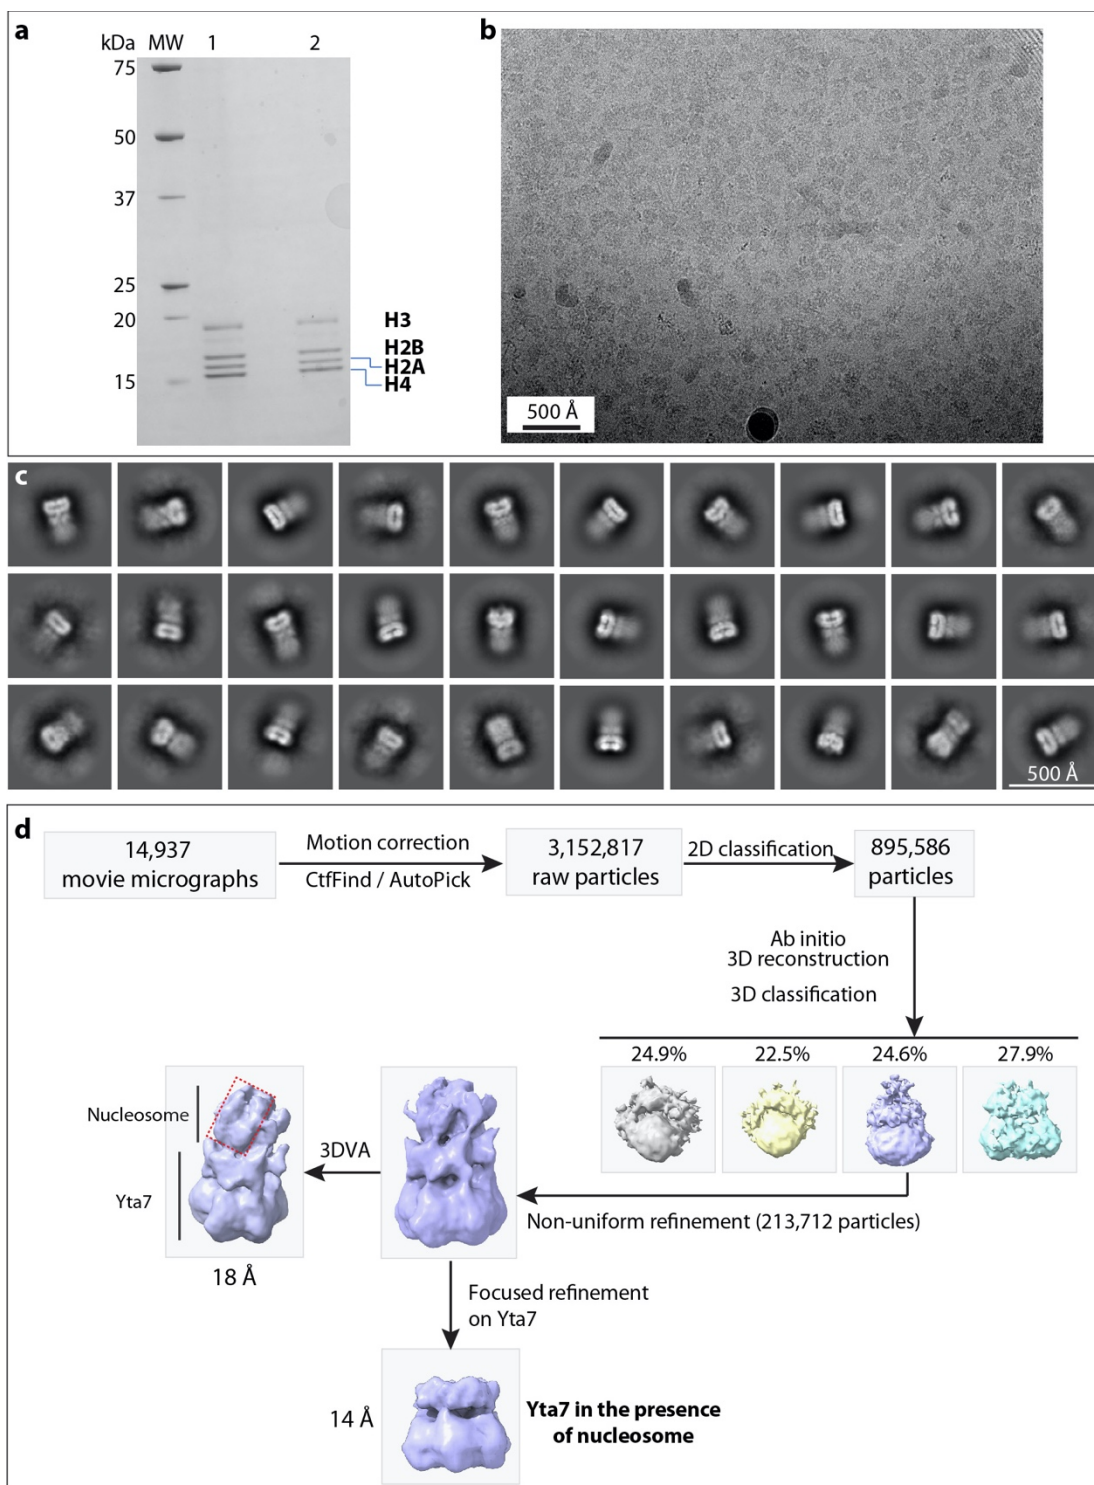 a
kDa MW 1 2
75
50
37
25
20
15
H3
H2B
H2A
H4
b
500 Å
c
500 Å
d
14,937
movie micrographs
Motion correction
CtfFind / AutoPick
3,152,817
raw particles
2D classification
895,586
particles
Ab initio
3D reconstruction
3D classification
24.9% 22.5% 24.6% 27.9%
Non-uniform refinement (213,712 particles)
3DVA
Nucleosome
Yta7
18 Å
Focused refinement
on Yta7
14 Å
Yta7 in the presence
of nucleosome